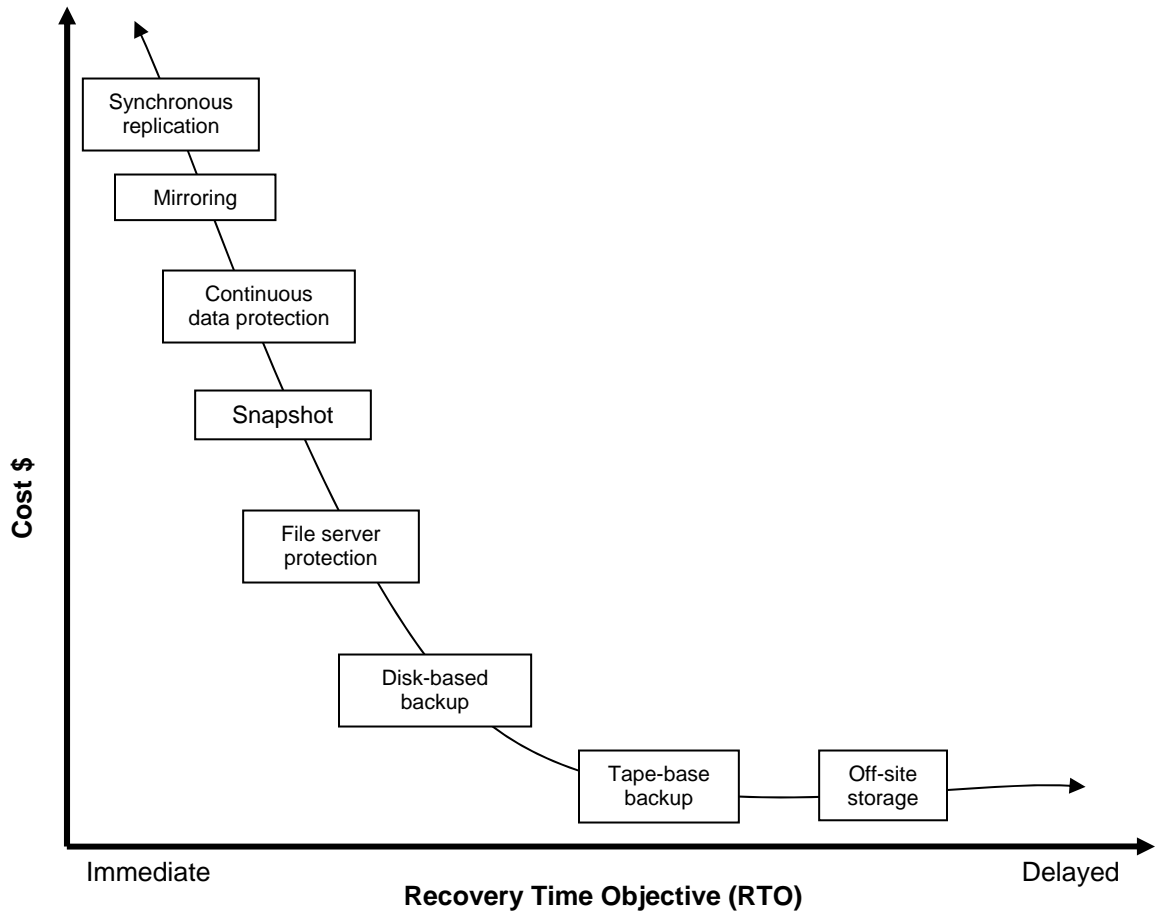 Synchronous
replication
Mirroring
Continuous
data protection
Snapshot
Cost $
File server
protection
Disk-based
backup
Tape-base
backup
Off-site
storage
Immediate
Delayed
Recovery Time Objective (RTO)